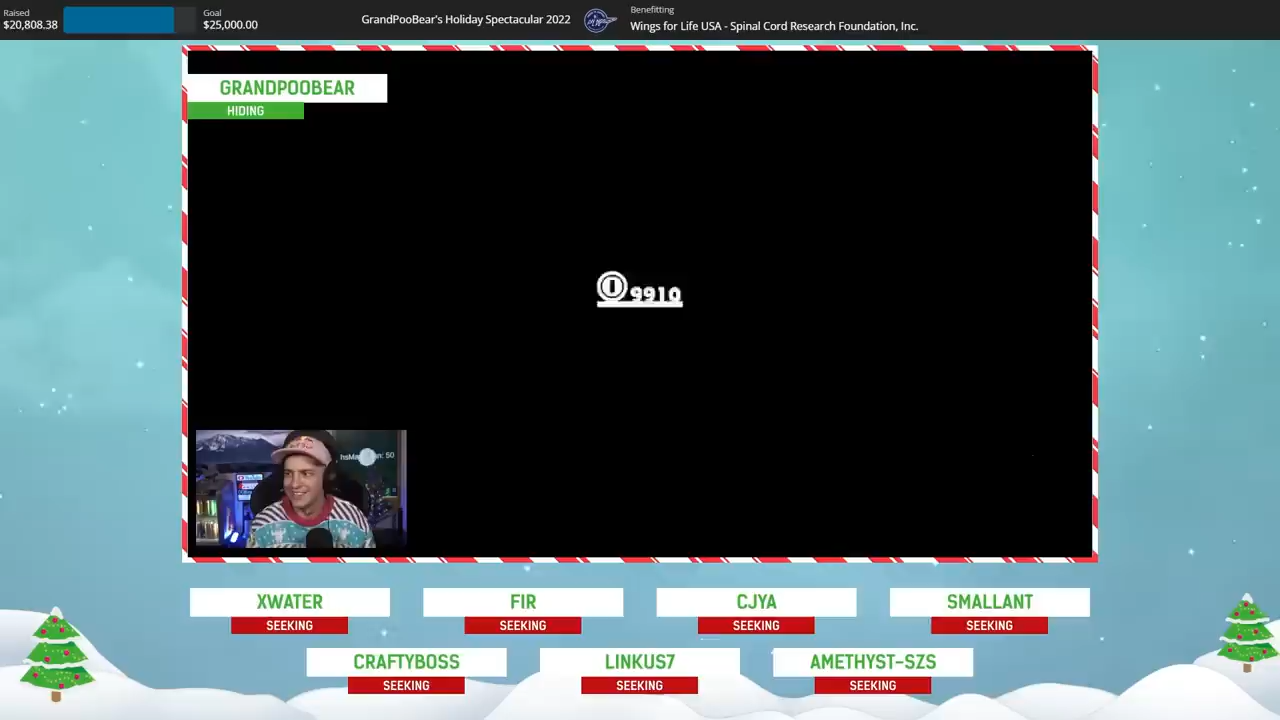 Raised
$20,808.38
Goal
$25,000.00
GrandPooBear's Holiday Spectacular 2022
Benefitting
Wings for Life USA - Spinal Cord Research Foundation, Inc.
GRANDPOOBEAR
HIDING
9910
XWATER
SEEKING
FIR
SEEKING
CJYA
SEEKING
SMALLANT
SEEKING
CRAFTYBOSS
SEEKING
LINKUS7
SEEKING
AMETHYST-SZS
SEEKING